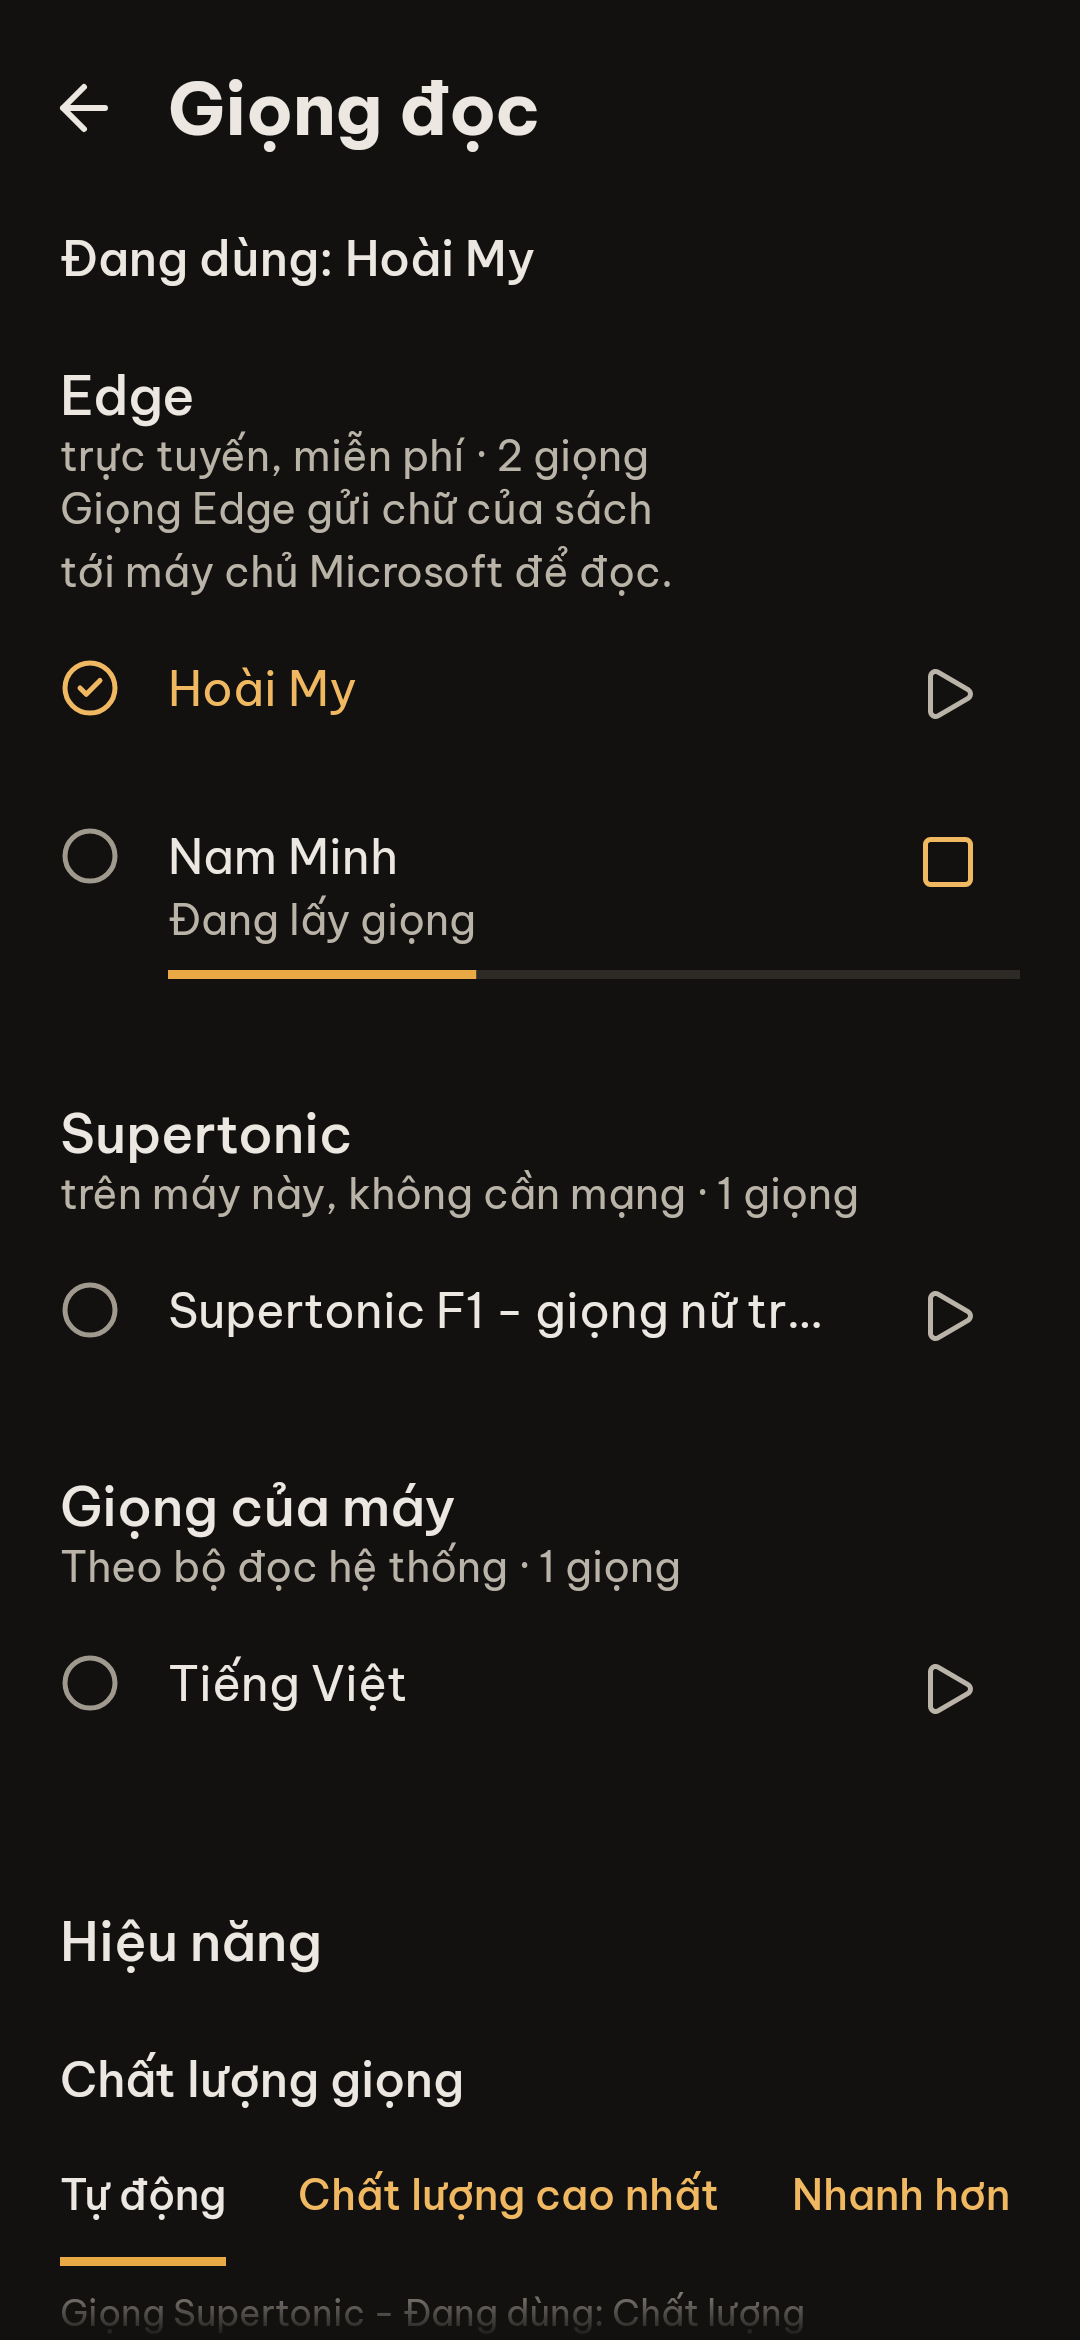 Giọng đọc
Đang dùng: Hoài My
Edge
trực tuyến, miễn phí · 2 giọng
Giọng Edge gửi chữ của sách
tới máy chủ Microsoft để đọc.
Hoài My
Nam Minh
Đang lấy giọng
Supertonic
trên máy này, không cần mạng · 1 giọng
Supertonic F1 – giọng nữ tr...
Giọng của máy
Theo bộ đọc hệ thống · 1 giọng
Tiếng Việt
Hiệu năng
Chất lượng giọng
Tự động Chất lượng cao nhất Nhanh hơn
Giọng Supertonic – Đang dùng: Chất lượng